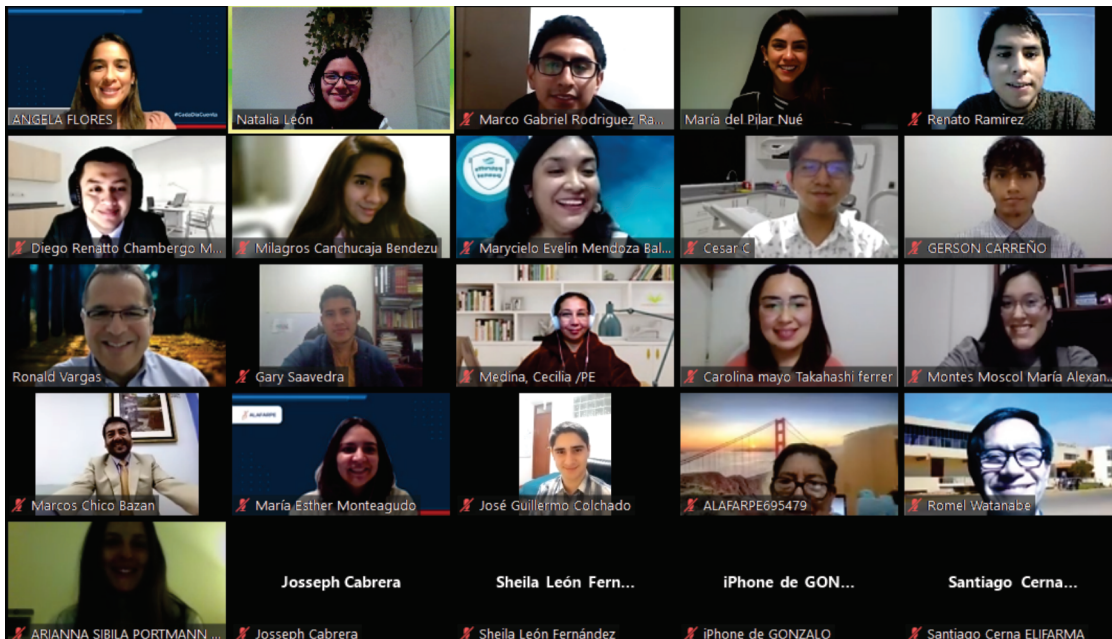 ANGELA FLORES
#CadaDíaCuenta
Natalia León
Marco Gabriel Rodriguez Ra...
María del Pilar Nué
Renato Ramirez
Diego Renatto Chambergo M...
Milagros Canchucaja Bendezu
Marycielo Evelin Mendoza Bal...
Cesar C
GERSON CARREÑO
Ronald Vargas
Gary Saavedra
Medina, Cecilia /PE
Carolina mayo Takahashi ferrer
Montes Moscol María Alexan...
Marcos Chico Bazan
ALAFARPE
María Esther Monteagudo
José Guillermo Colchado
ALAFARPE695479
Romel Watanabe
ARIANNA SIBILA PORTMANN ...
Josseph Cabrera
Josseph Cabrera
Sheila León Fern...
Sheila León Fernández
iPhone de GON...
iPhone de GONZALO
Santiago Cerna...
Santiago Cerna ELIFARMA